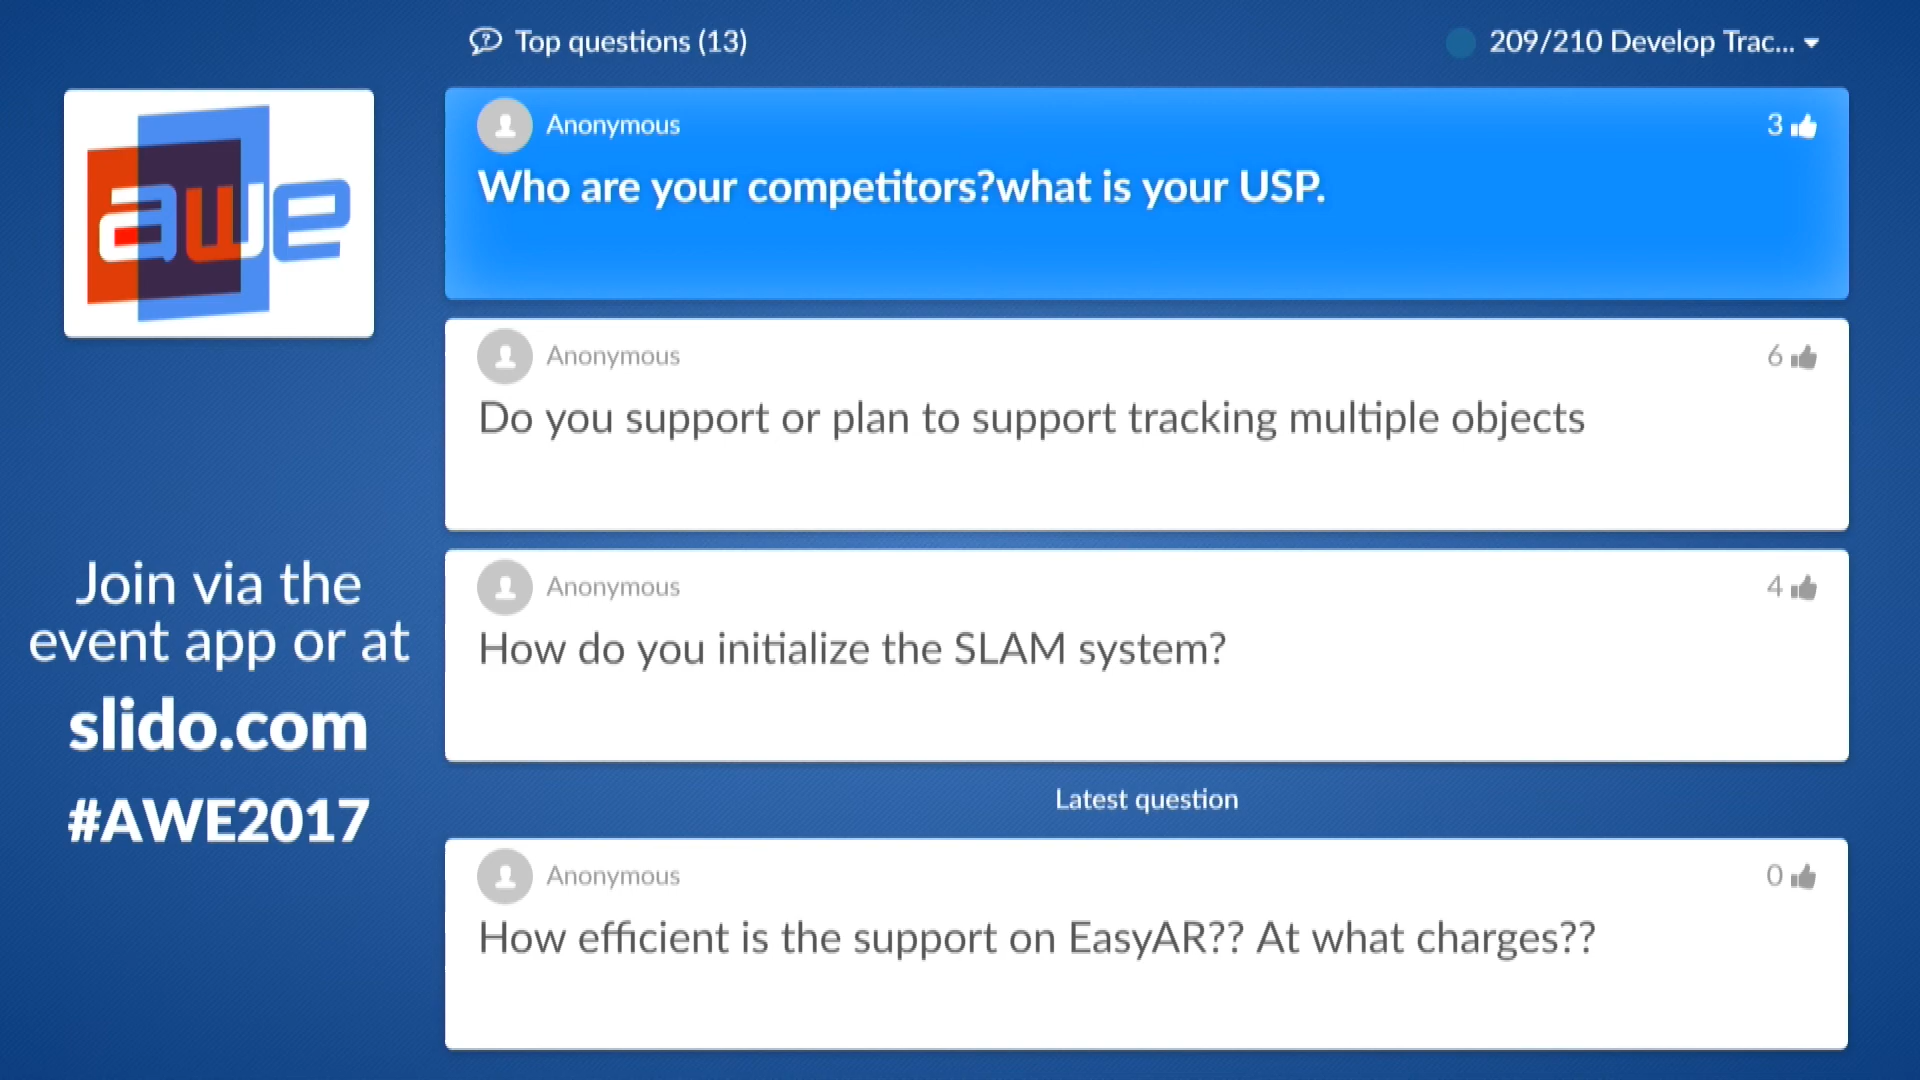 Top questions (13)
209/210 Develop Trac...
awe
Anonymous
3
Who are your competitors?what is your USP.
Anonymous
6
Do you support or plan to support tracking multiple objects
Anonymous
4
How do you initialize the SLAM system?
Join via the
event app or at
slido.com
#AWE2017
Latest question
Anonymous
0
How efficient is the support on EasyAR?? At what charges??